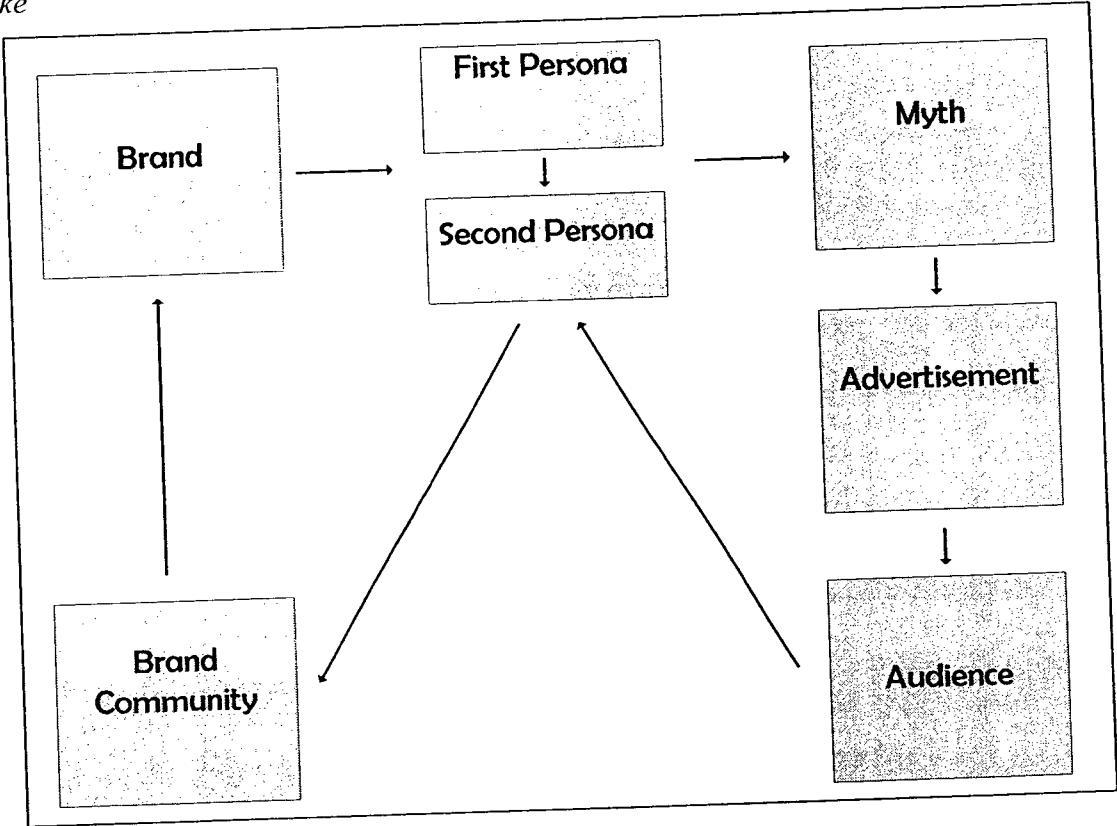 ke
First Persona
Myth
Brand
Second Persona
Advertisement
Brand
Community
Audience